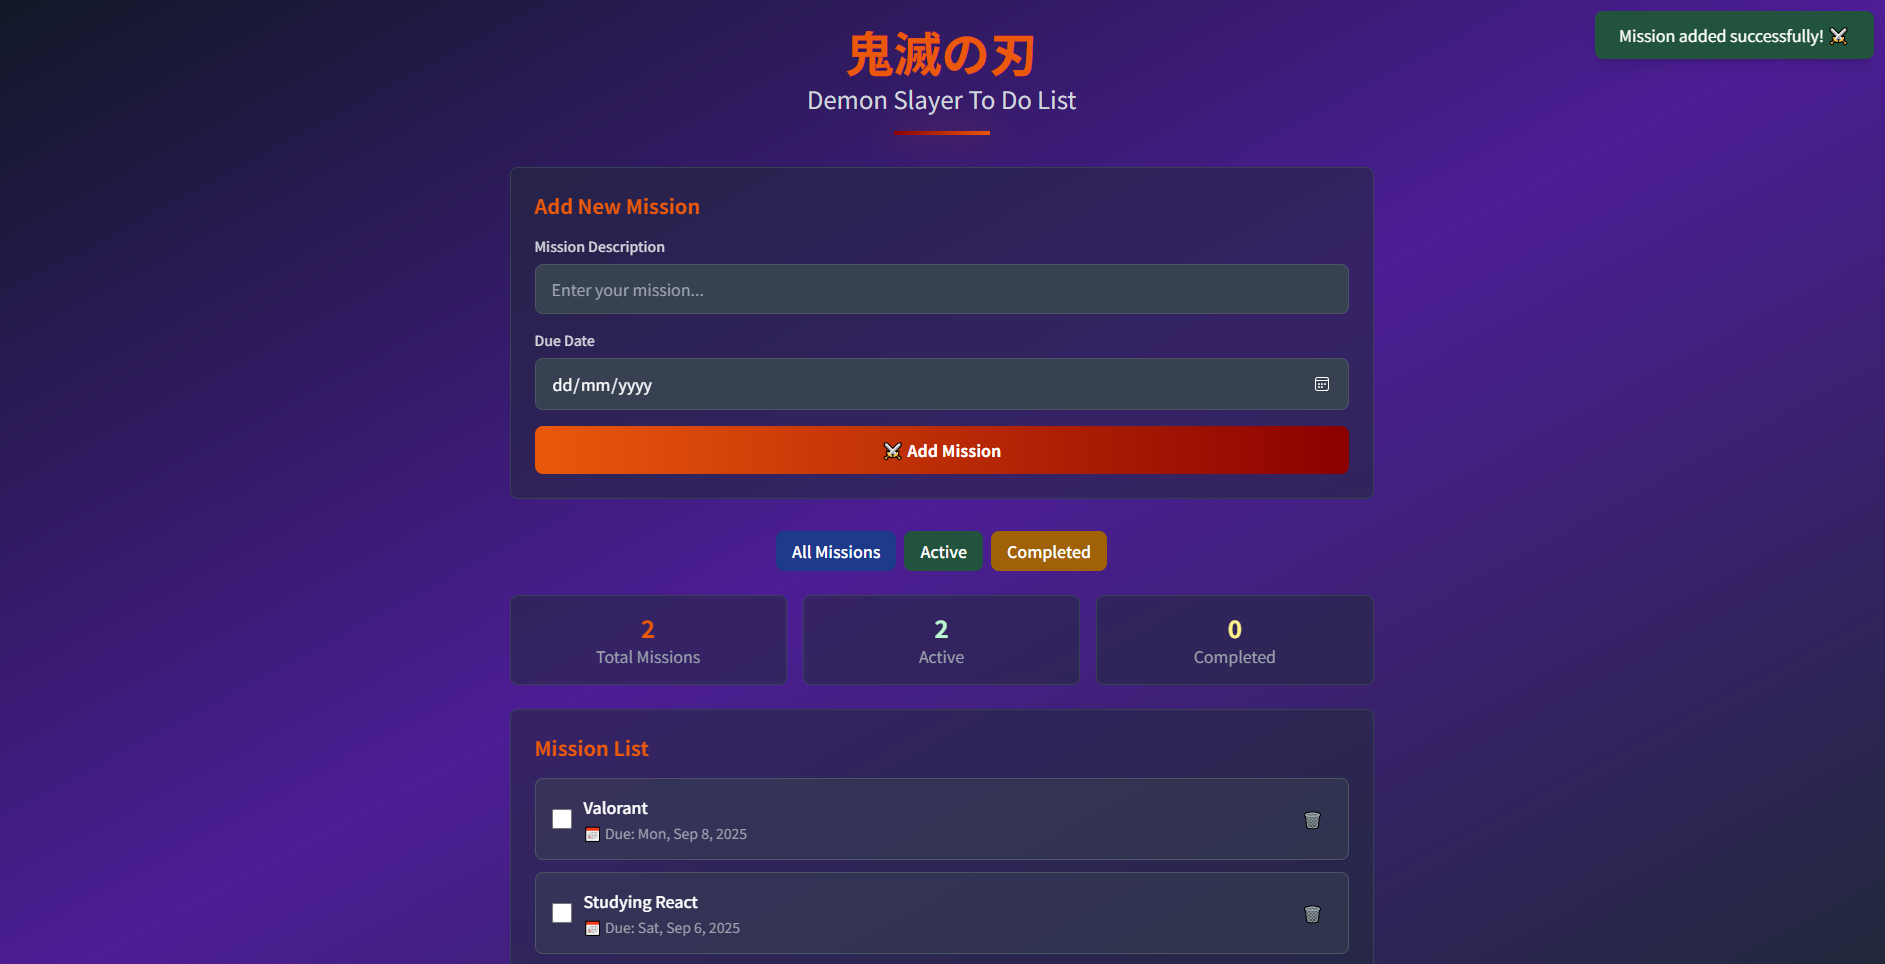 Mission added successfully! ⚔️
鬼滅の刃
Demon Slayer To Do List
Add New Mission
Mission Description
Enter your mission...
Due Date
dd/mm/yyyy
⚔️ Add Mission
All Missions
Active
Completed
2
Total Missions
2
Active
0
Completed
Mission List
Valorant
📅 Due: Mon, Sep 8, 2025
Studying React
📅 Due: Sat, Sep 6, 2025